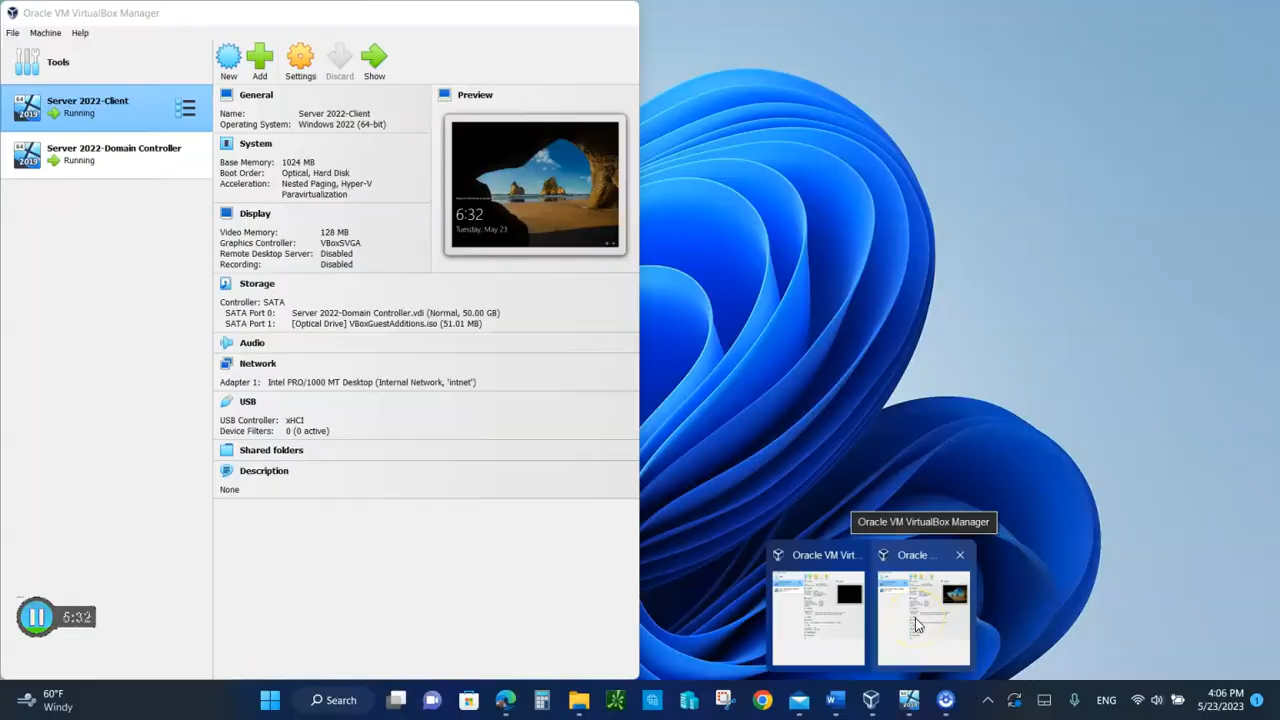 Oracle VM VirtualBox Manager
File Machine Help
Tools
New Add Settings Discard Show
Server 2022-Client
Running
Server 2022-Domain Controller
Running
General
Name: Server 2022-Client
Operating System: Windows 2022 (64-bit)
System
Base Memory: 1024 MB
Boot Order: Optical, Hard Disk
Acceleration: Nested Paging, Hyper-V
Paravirtualization
Display
Video Memory: 128 MB
Graphics Controller: VBoxSVGA
Remote Desktop Server: Disabled
Recording: Disabled
Preview
6:32
Tuesday, May 23
Storage
Controller: SATA
SATA Port 0: Server 2022-Domain Controller.vdi (Normal, 50.00 GB)
SATA Port 1: [Optical Drive] VBoxGuestAdditions.iso (51.01 MB)
Audio
Network
Adapter 1: Intel PRO/1000 MT Desktop (Internal Network, 'intnet')
USB
USB Controller: xHCI
Device Filters: 0 (0 active)
Shared folders
Description
None
Oracle VM VirtualBox Manager
Oracle VM Virt... Oracle ...
60°F
Windy
Search
ENG
4:06 PM
5/23/2023
1
64
2019
64
2019
2019